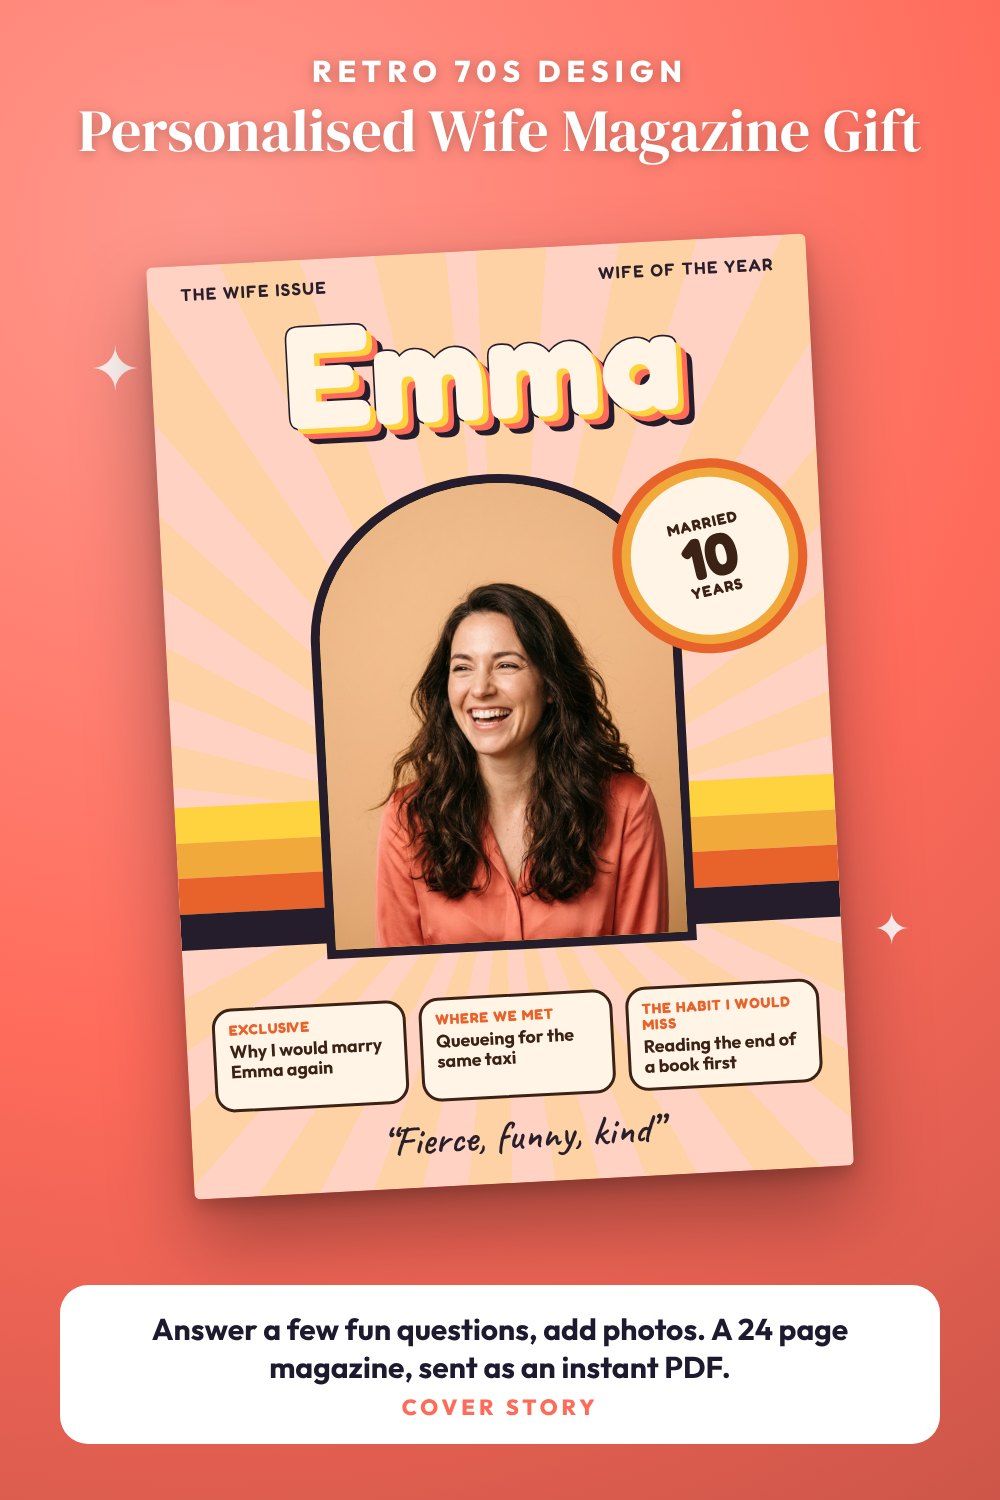 RETRO 70S DESIGN
Personalised Wife Magazine Gift
THE WIFE ISSUE
WIFE OF THE YEAR
Emma
MARRIED
10
YEARS
EXCLUSIVE
Why I would marry
Emma again
WHERE WE MET
Queueing for the
same taxi
THE HABIT I WOULD
MISS
Reading the end of
a book first
“Fierce, funny, kind”
Answer a few fun questions, add photos. A 24 page
magazine, sent as an instant PDF.
COVER STORY